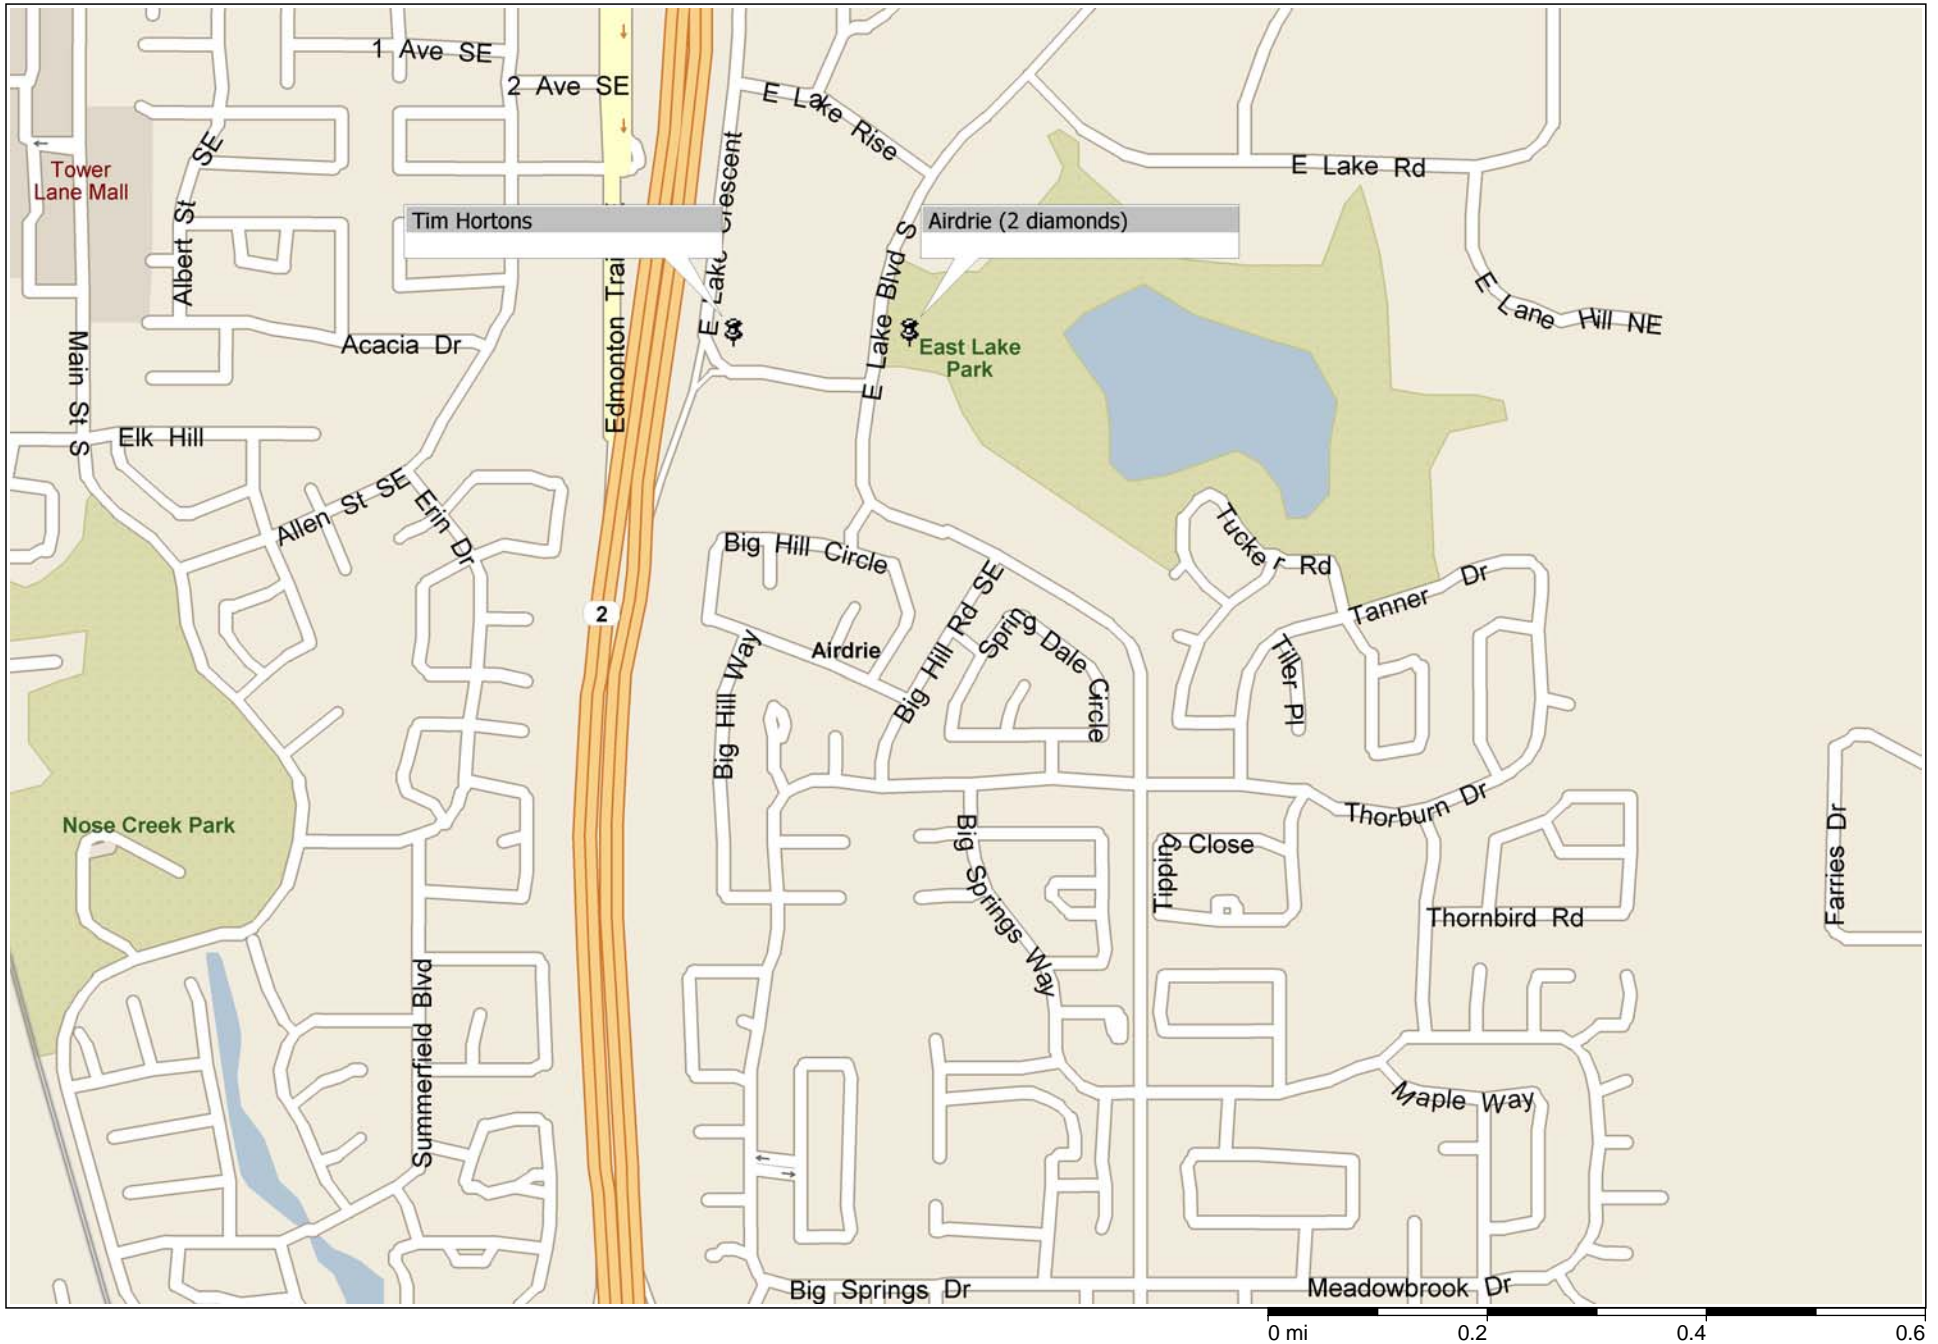 1 Ave SE
2 Ave SE
E Lake Rise
Tower
Lane Mall
Albert St SE
E Lake Crescent
E Lake Rd
Tim Hortons
Airdrie (2 diamonds)
E Lake Blvd S
E Lane Hill NE
Edmonton Trai
Main St S
Acacia Dr
East Lake
Park
Elk Hill
Allen St SE
Erin Dr
Big Hill Circle
Tucker Rd
Tanner Dr
2
Big Hill Rd SE
Spring Dale Circle
Airdrie
Big Hill Way
Tiller Pl
Nose Creek Park
Thorburn Dr
Big Springs Way
Tipping Close
Farries Dr
Thornbird Rd
Summerfield Blvd
Maple Way
Big Springs Dr
Meadowbrook Dr
0 mi 0.2 0.4 0.6